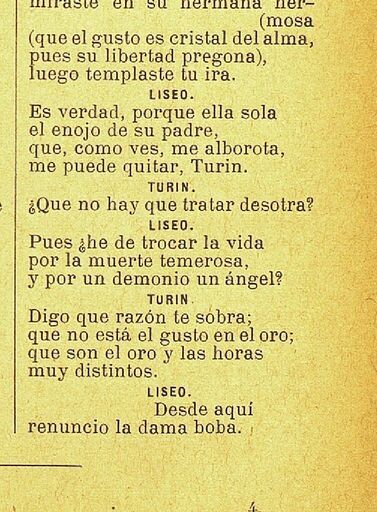 miraste en su hermana her-
(mosa
(que el gusto es cristal del alma,
pues su libertad pregona),
luego templaste tu ira.
LISEO.
Es verdad, porque ella sola
el enojo de su padre,
que, como ves, me alborota,
me puede quitar, Turin.
TURIN.
¿Que no hay que tratar desotra?
LISEO.
Pues ¿he de trocar la vida
por la muerte temerosa,
y por un demonio un ángel?
TURIN.
Digo que razón te sobra;
que no está el gusto en el oro;
que son el oro y las horas
muy distintos.
LISEO.
Desde aquí
renuncio la dama boba.